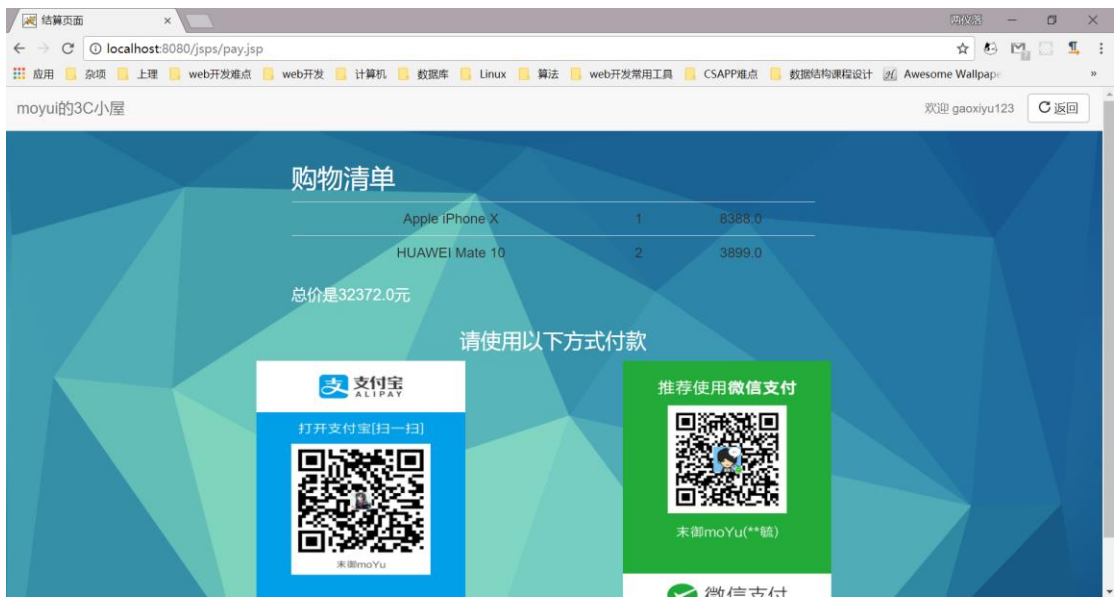 结算页面
两仪落
localhost:8080/jsps/pay.jsp
应用 杂项 上理 web开发难点 web开发 计算机 数据库 Linux 算法 web开发常用工具 CSAPP难点 数据结构课程设计 Awesome Wallpape »
moyui的3C小屋 欢迎 gaoxiyu123 返回
购物清单
Apple iPhone X 1 8388.0
HUAWEI Mate 10 2 3899.0
总价是32372.0元
请使用以下方式付款
支付宝
ALIPAY
打开支付宝[扫一扫]
末御moYu
推荐使用微信支付
末御moYu(**毓)
微信支付